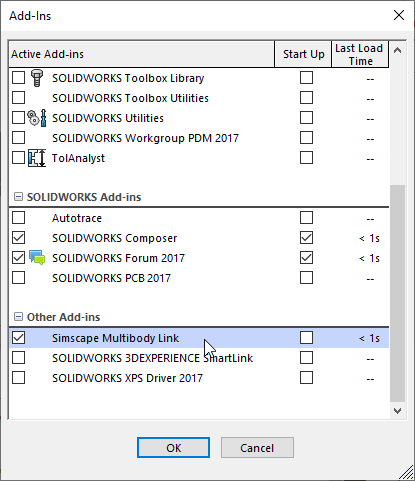 Add-Ins
Active Add-ins Start Up Last Load Time
SOLIDWORKS Toolbox Library --
SOLIDWORKS Toolbox Utilities --
SOLIDWORKS Utilities --
SOLIDWORKS Workgroup PDM 2017 --
TolAnalyst --
SOLIDWORKS Add-ins
Autotrace --
SOLIDWORKS Composer < 1s
SOLIDWORKS Forum 2017 < 1s
SOLIDWORKS PCB 2017 --
Other Add-ins
Simscape Multibody Link < 1s
SOLIDWORKS 3DEXPERIENCE SmartLink --
SOLIDWORKS XPS Driver 2017 --
OK Cancel